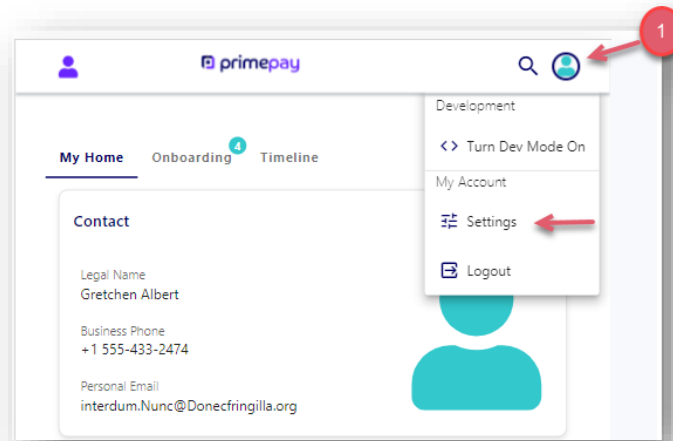 1
primepay
Development
Turn Dev Mode On
My Home Onboarding 4 Timeline
My Account
Contact
Settings
Legal Name
Gretchen Albert
Logout
Business Phone
+1 555-433-2474
Personal Email
interdum.Nunc@Donecfringilla.org